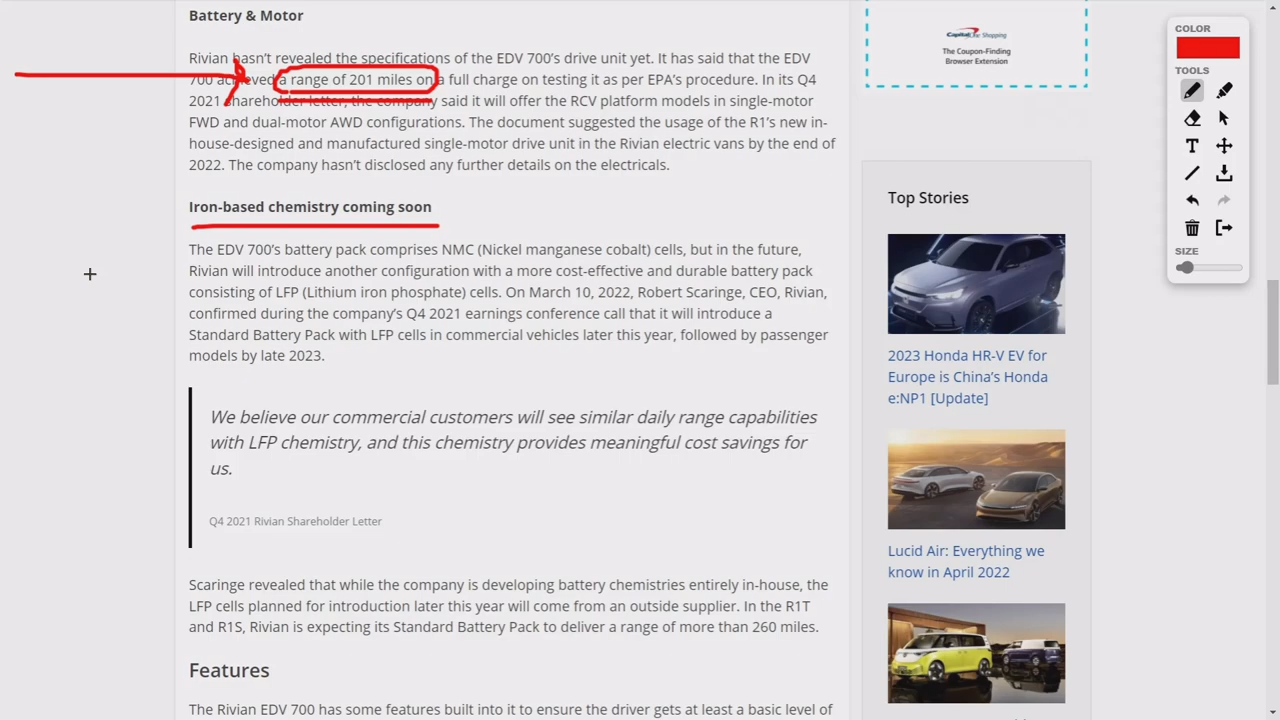 Battery & Motor
Rivian hasn't revealed the specifications of the EDV 700's drive unit yet. It has said that the EDV
700 achieved a range of 201 miles on a full charge on testing it as per EPA's procedure. In its Q4
2021 shareholder letter, the company said it will offer the RCV platform models in single-motor
FWD and dual-motor AWD configurations. The document suggested the usage of the R1's new in-
house-designed and manufactured single-motor drive unit in the Rivian electric vans by the end of
2022. The company hasn't disclosed any further details on the electricals.
Iron-based chemistry coming soon
The EDV 700's battery pack comprises NMC (Nickel manganese cobalt) cells, but in the future,
Rivian will introduce another configuration with a more cost-effective and durable battery pack
consisting of LFP (Lithium iron phosphate) cells. On March 10, 2022, Robert Scaringe, CEO, Rivian,
confirmed during the company's Q4 2021 earnings conference call that it will introduce a
Standard Battery Pack with LFP cells in commercial vehicles later this year, followed by passenger
models by late 2023.
We believe our commercial customers will see similar daily range capabilities
with LFP chemistry, and this chemistry provides meaningful cost savings for
us.
Q4 2021 Rivian Shareholder Letter
Scaringe revealed that while the company is developing battery chemistries entirely in-house, the
LFP cells planned for introduction later this year will come from an outside supplier. In the R1T
and R1S, Rivian is expecting its Standard Battery Pack to deliver a range of more than 260 miles.
Features
The Rivian EDV 700 has some features built into it to ensure the driver gets at least a basic level of
Capital One Shopping
The Coupon-Finding
Browser Extension
Top Stories
2023 Honda HR-V EV for
Europe is China's Honda
e:NP1 [Update]
Lucid Air: Everything we
know in April 2022
COLOR
TOOLS
T
SIZE